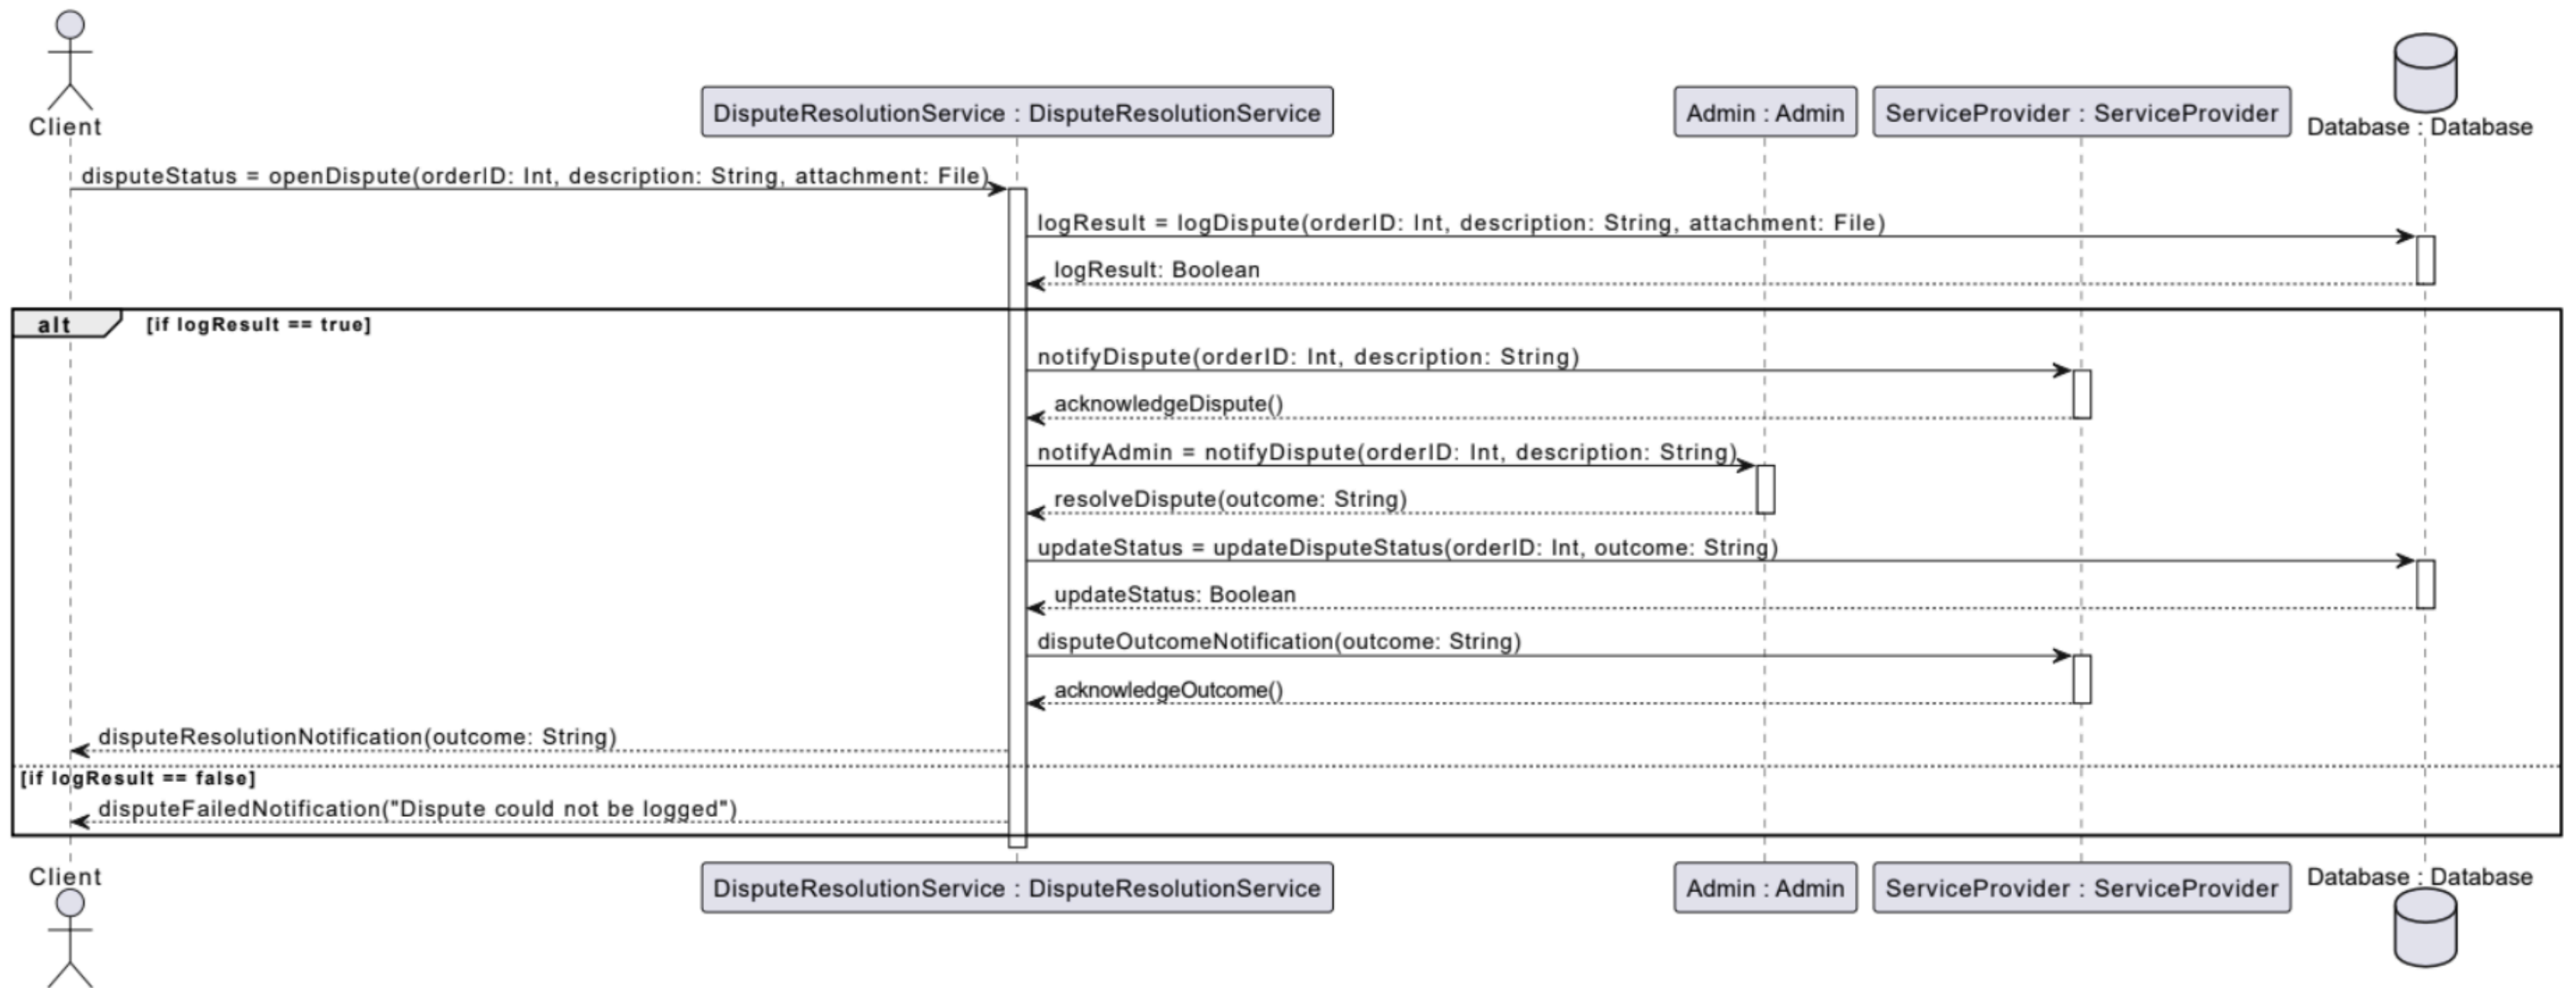 Client
DisputeResolutionService : DisputeResolutionService
Admin : Admin
ServiceProvider : ServiceProvider
Database : Database
disputeStatus = openDispute(orderID: Int, description: String, attachment: File)
logResult = logDispute(orderID: Int, description: String, attachment: File)
logResult: Boolean
alt [if logResult == true]
notifyDispute(orderID: Int, description: String)
acknowledgeDispute()
notifyAdmin = notifyDispute(orderID: Int, description: String)
resolveDispute(outcome: String)
updateStatus = updateDisputeStatus(orderID: Int, outcome: String)
updateStatus: Boolean
disputeOutcomeNotification(outcome: String)
acknowledgeOutcome()
disputeResolutionNotification(outcome: String)
[if logResult == false]
disputeFailedNotification("Dispute could not be logged")
Client
DisputeResolutionService : DisputeResolutionService
Admin : Admin
ServiceProvider : ServiceProvider
Database : Database